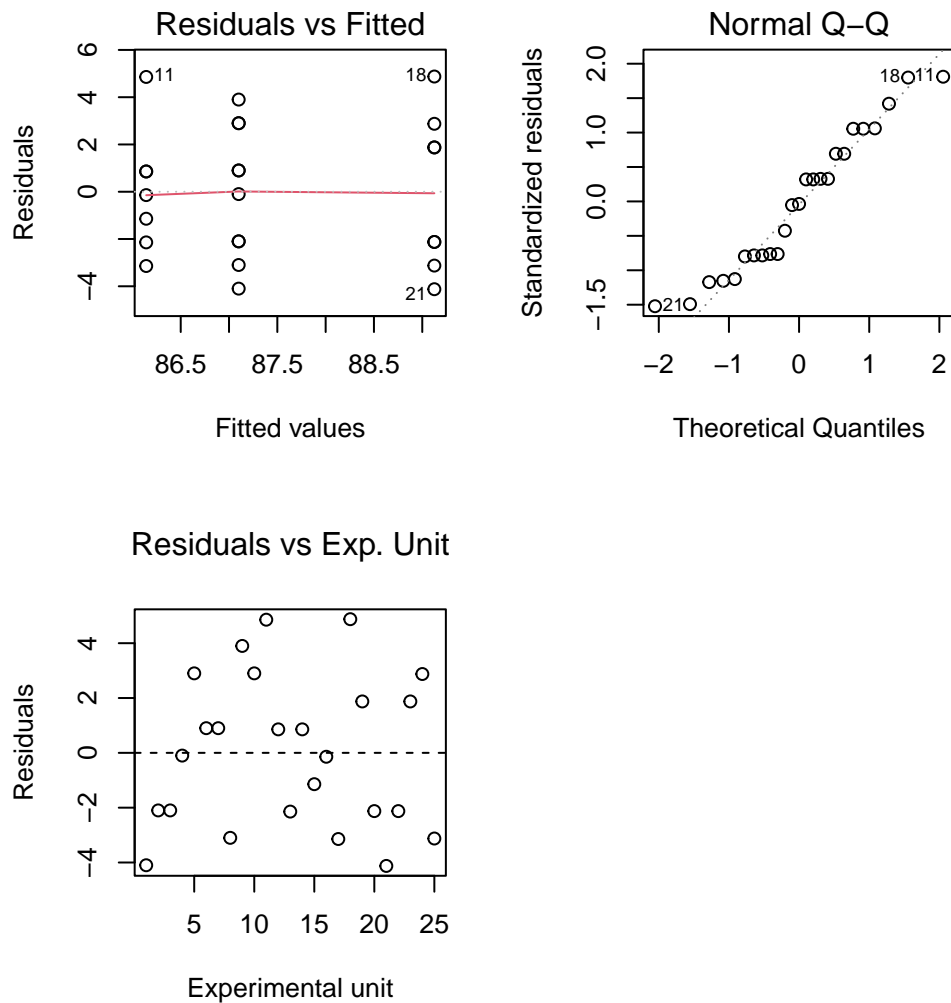 Residuals vs Fitted
Residuals
6
4
2
0
−4
11
18
21
86.5 87.5 88.5
Fitted values
Normal Q−Q
Standardized residuals
2.0
1.0
0.0
−1.5
18 11
21
−2 −1 0 1 2
Theoretical Quantiles
Residuals vs Exp. Unit
Residuals
4
2
0
−2
−4
5 10 15 20 25
Experimental unit